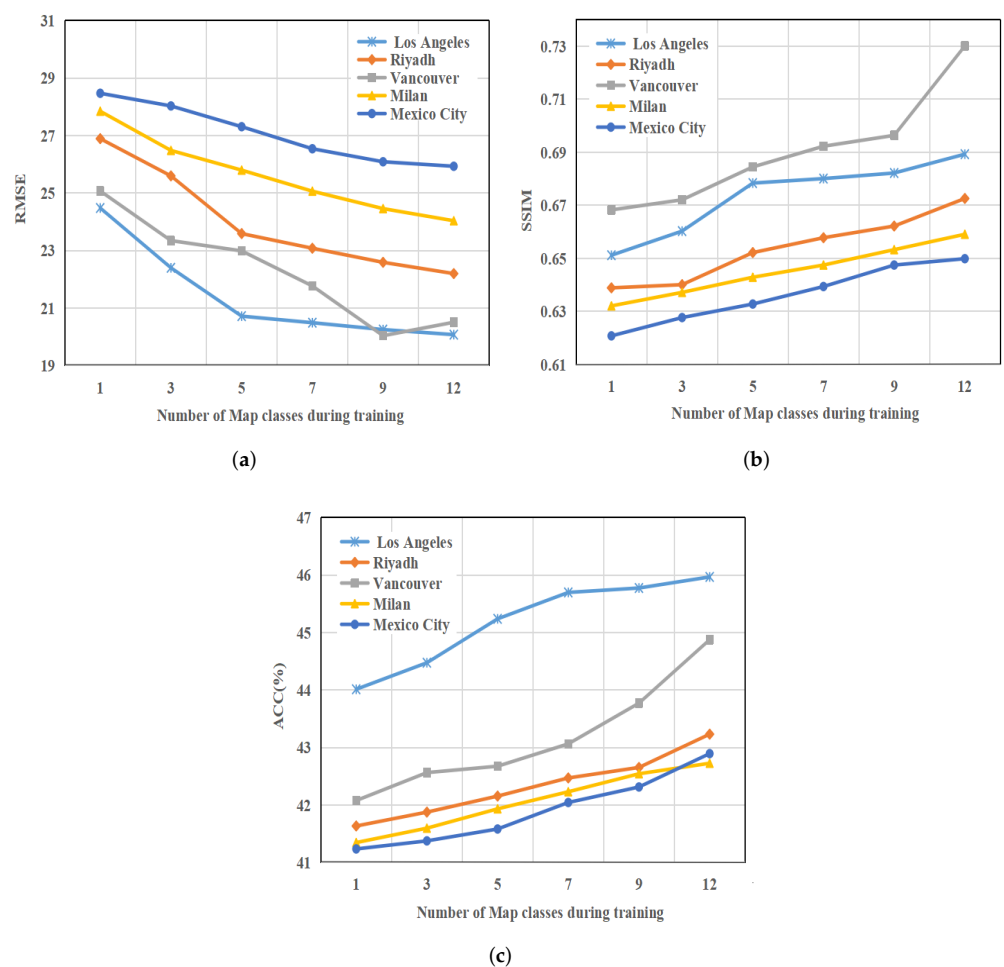 31
29
27
25
23
21
19
RMSE
Los Angeles
Riyadh
Vancouver
Milan
Mexico City
1 3 5 7 9 12
Number of Map classes during training
(a)
0.73
0.71
0.69
0.67
0.65
0.63
0.61
SSIM
Los Angeles
Riyadh
Vancouver
Milan
Mexico City
1 3 5 7 9 12
Number of Map classes during training
(b)
47
46
45
44
43
42
41
ACC(%)
Los Angeles
Riyadh
Vancouver
Milan
Mexico City
1 3 5 7 9 12
Number of Map classes during training
(c)